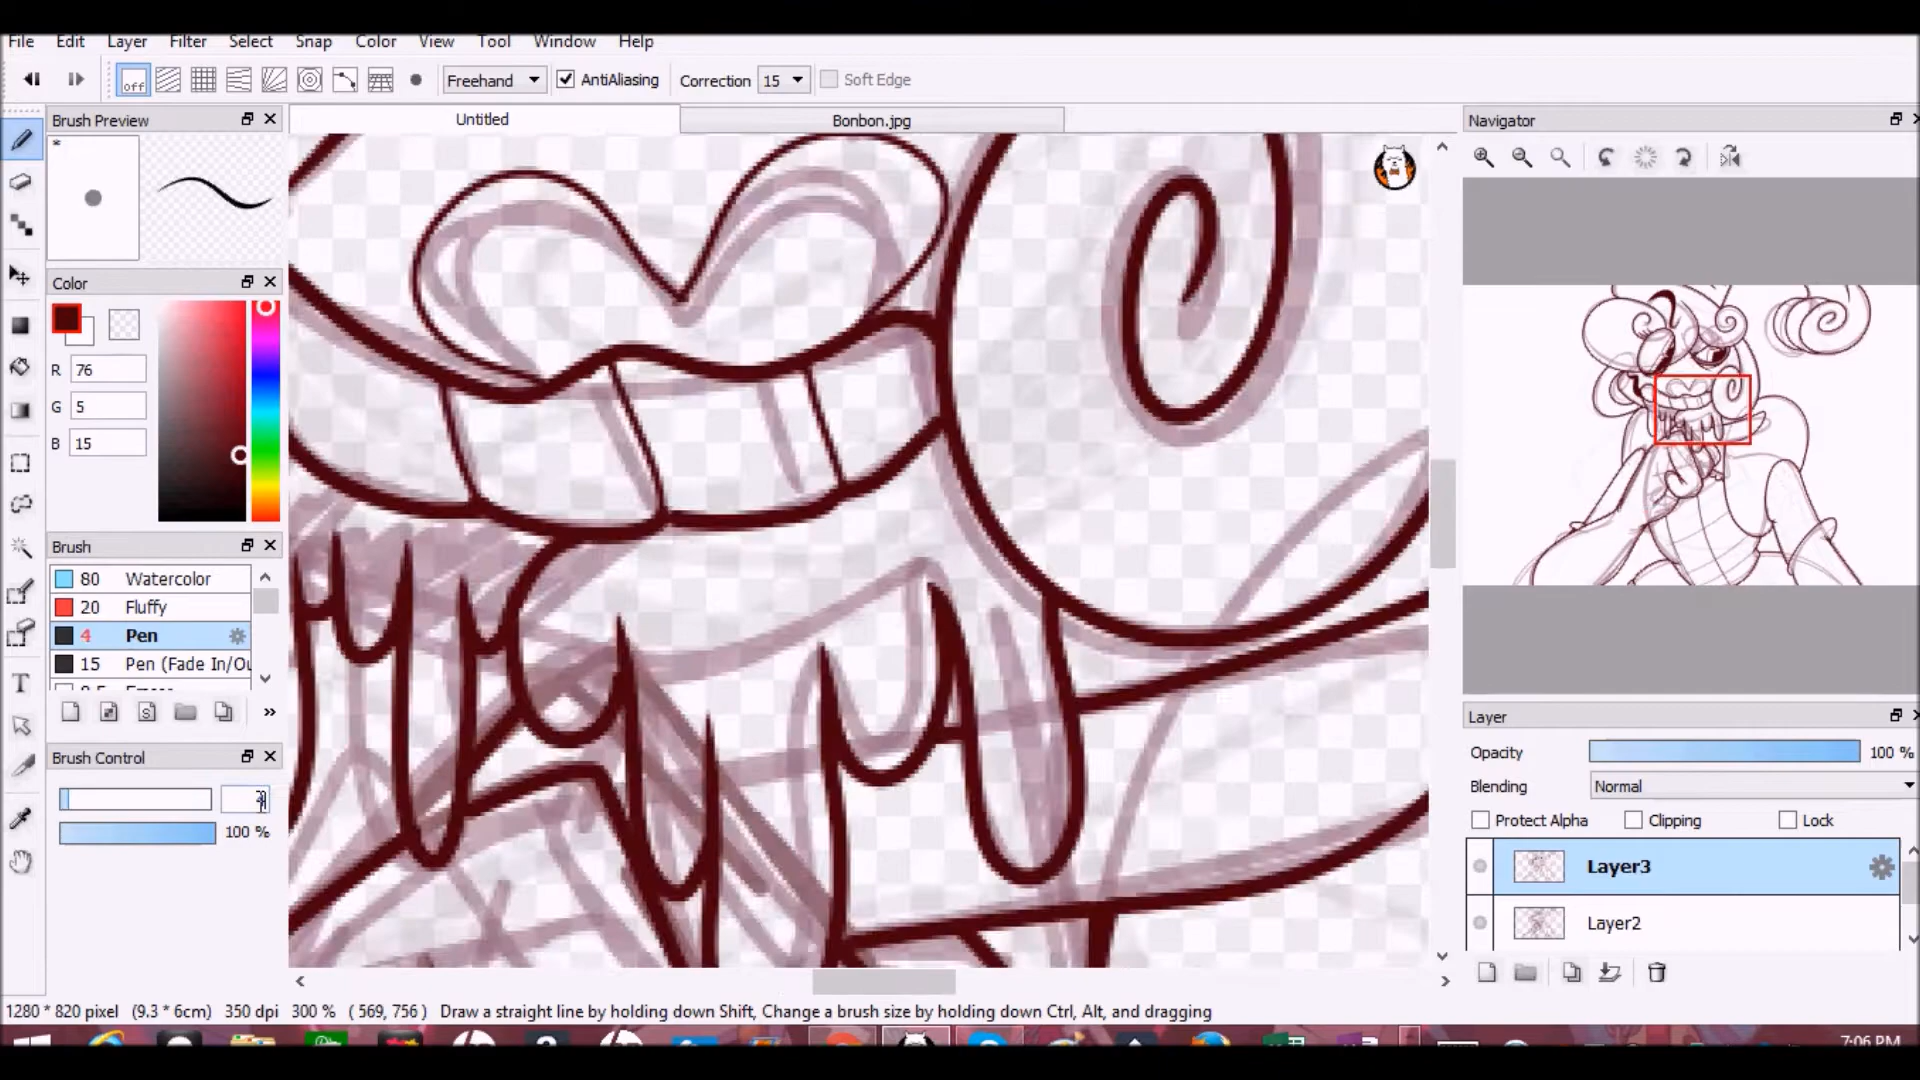 File Edit Layer Filter Select Snap Color View Tool Window Help
off Freehand AntiAliasing Correction 15 Soft Edge
Brush Preview
Untitled
Bonbon.jpg
Navigator
*
Color
R 76
G 5
B 15
Brush
80 Watercolor
20 Fluffy
4 Pen
15 Pen (Fade In/Ou
T
Brush Control
100 %
Layer
Opacity 100 %
Blending Normal
Protect Alpha Clipping Lock
Layer3
Layer2
1280 * 820 pixel (9.3 * 6cm) 350 dpi 300 % ( 569, 756 ) Draw a straight line by holding down Shift, Change a brush size by holding down Ctrl, Alt, and dragging
7:06 PM